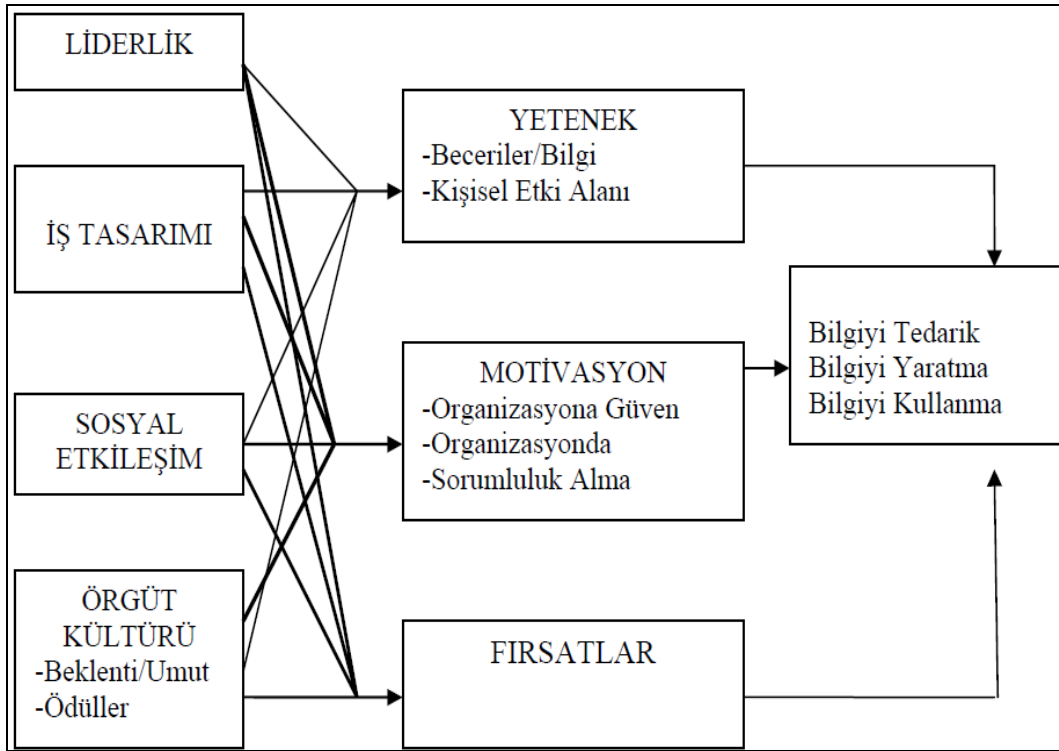 LİDERLİK
İŞ TASARIMI
SOSYAL
ETKİLEŞİM
ÖRGÜT
KÜLTÜRÜ
-Beklenti/Umut
-Ödüller
YETENEK
-Beceriler/Bilgi
-Kişisel Etki Alanı
MOTİVASYON
-Organizasyona Güven
-Organizasyonda
-Sorumluluk Alma
FIRSATLAR
Bilgiyi Tedarik
Bilgiyi Yaratma
Bilgiyi Kullanma